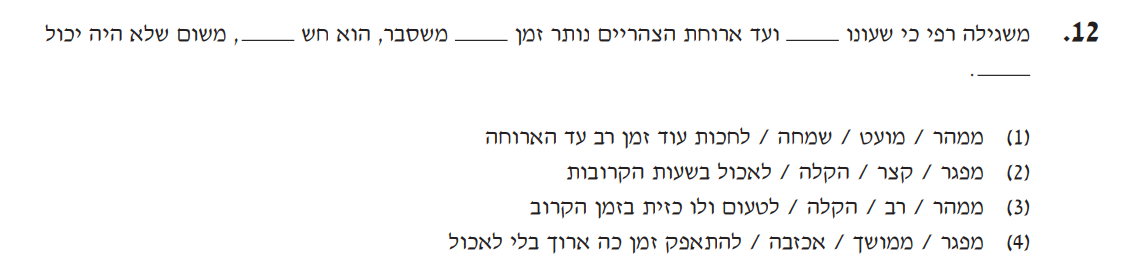 12. משגילה רפי כי שעונו _____ ועד ארוחת הצהריים נותר זמן _____ משסבר, הוא חש _____, משום שלא היה יכול
_____.
(1) ממהר / מועט / שמחה / לחכות עוד זמן רב עד הארוחה
(2) מפגר / קצר / הקלה / לאכול בשעות הקרובות
(3) ממהר / רב / הקלה / לטעום ולו כזית בזמן הקרוב
(4) מפגר / ממושך / אכזבה / להתאפק זמן כה ארוך בלי לאכול